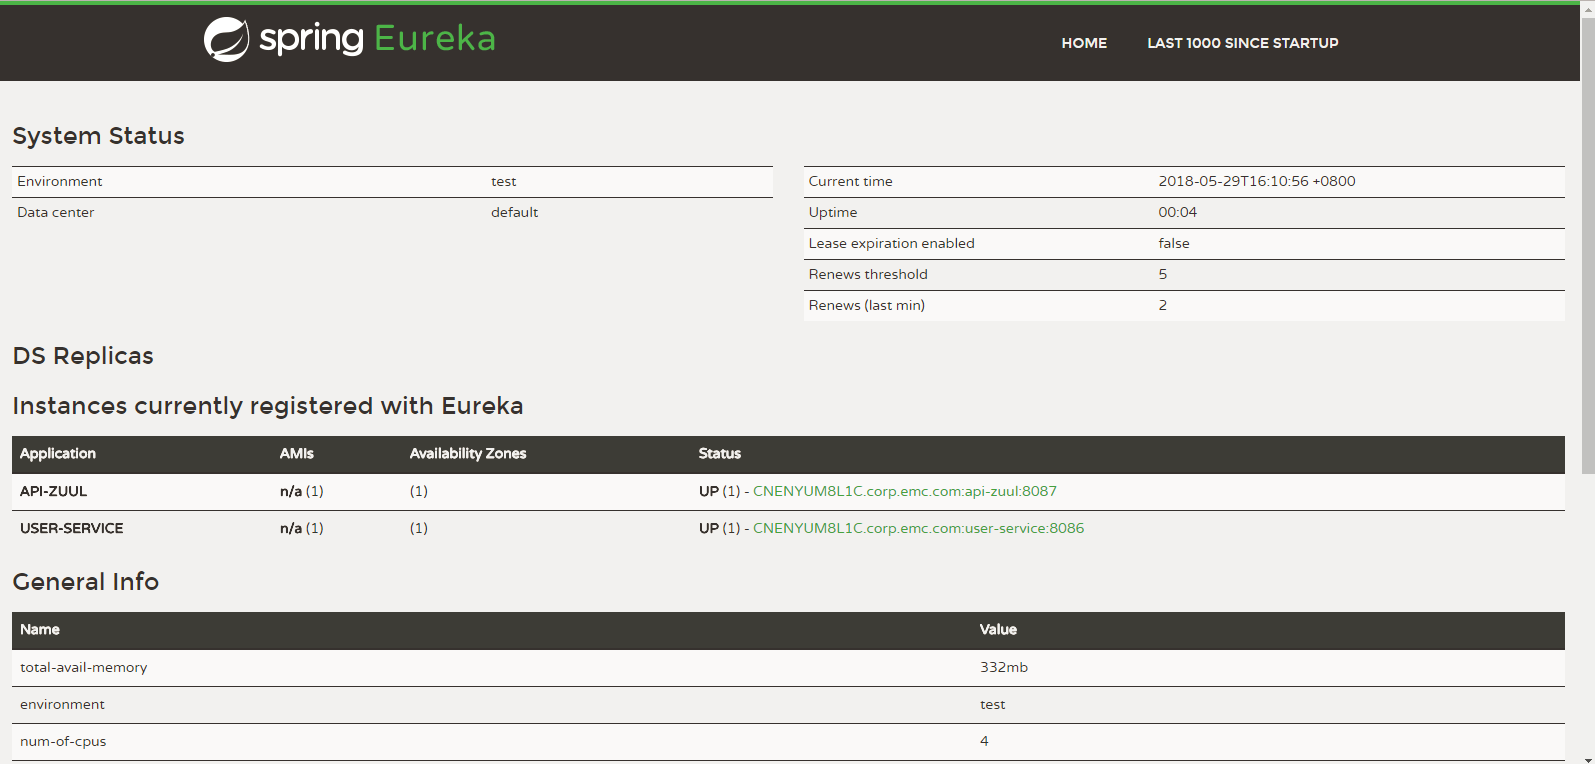 spring Eureka
HOME LAST 1000 SINCE STARTUP
System Status
Environment test
Data center default
Current time 2018-05-29T16:10:56 +0800
Uptime 00:04
Lease expiration enabled false
Renews threshold 5
Renews (last min) 2
DS Replicas
Instances currently registered with Eureka
Application AMIs Availability Zones Status
API-ZUUL n/a (1) (1) UP (1) - CNENYUM8L1C.corp.emc.com:api-zuul:8087
USER-SERVICE n/a (1) (1) UP (1) - CNENYUM8L1C.corp.emc.com:user-service:8086
General Info
Name Value
total-avail-memory 332mb
environment test
num-of-cpus 4